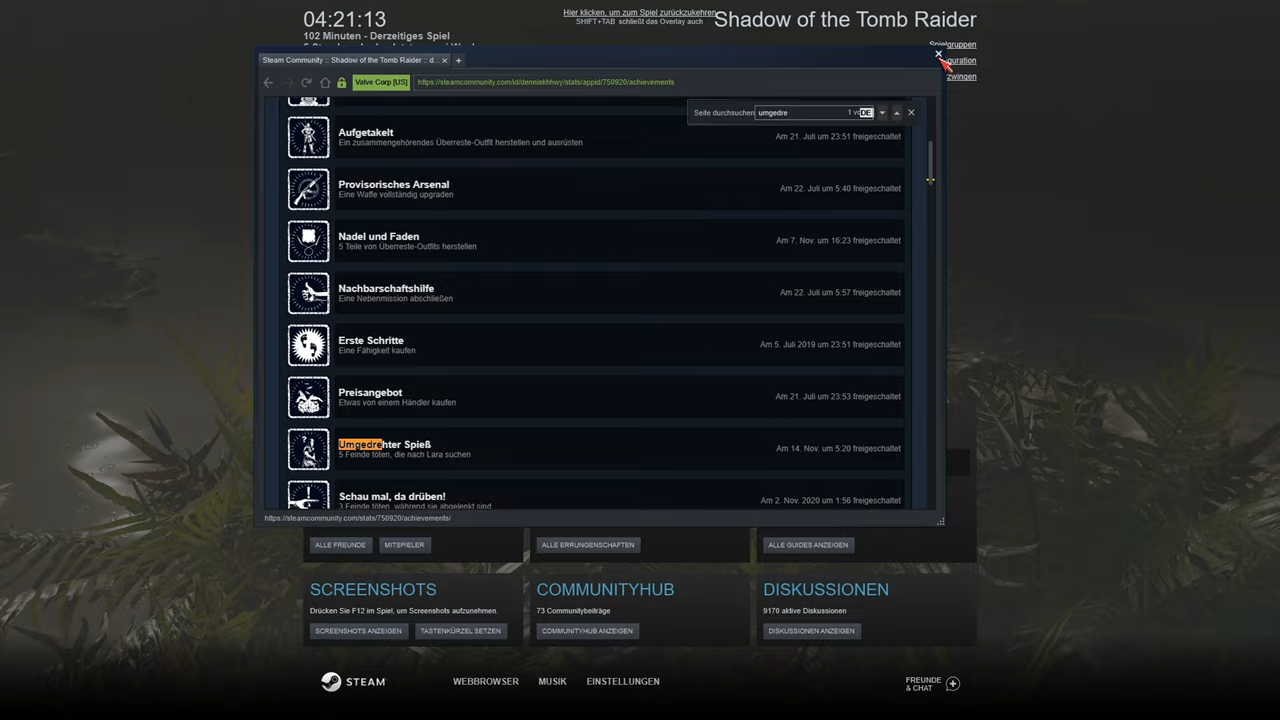 04:21:13
102 Minuten - Derzeitiges Spiel
Hier klicken, um zum Spiel zurückzukehren
SHIFT+TAB schließt das Overlay auch
Shadow of the Tomb Raider
Spielgruppen
Steam Community :: Shadow of the Tomb Raider :: d...
Valve Corp [US]
https://steamcommunity.com/id/denniskhhwy/stats/appid/750920/achievements
Seite durchsuchen
umgedre
1
DE
Aufgetakelt
Ein zusammengehörendes Überreste-Outfit herstellen und ausrüsten
Am 21. Juli um 23:51 freigeschaltet
Provisorisches Arsenal
Eine Waffe vollständig upgraden
Am 22. Juli um 5:40 freigeschaltet
Nadel und Faden
5 Teile von Überreste-Outfits herstellen
Am 7. Nov. um 16:23 freigeschaltet
Nachbarschaftshilfe
Eine Nebenmission abschließen
Am 22. Juli um 5:57 freigeschaltet
Erste Schritte
Eine Fähigkeit kaufen
Am 5. Juli 2019 um 23:51 freigeschaltet
Preisangebot
Etwas von einem Händler kaufen
Am 21. Juli um 23:53 freigeschaltet
Umgedrehter Spieß
5 Feinde töten, die nach Lara suchen
Am 14. Nov. um 5:20 freigeschaltet
Schau mal, da drüben!
3 Feinde töten, während sie abgelenkt sind
Am 2. Nov. 2020 um 1:56 freigeschaltet
https://steamcommunity.com/stats/750920/achievements/
ALLE FREUNDE
MITSPIELER
ALLE ERRUNGENSCHAFTEN
ALLE GUIDES ANZEIGEN
SCREENSHOTS
Drücken Sie F12 im Spiel, um Screenshots aufzunehmen.
SCREENSHOTS ANZEIGEN
TASTENKÜRZEL SETZEN
COMMUNITYHUB
73 Communitybeiträge
COMMUNITYHUB ANZEIGEN
DISKUSSIONEN
9170 aktive Diskussionen
DISKUSSIONEN ANZEIGEN
STEAM
WEBBROWSER
MUSIK
EINSTELLUNGEN
FREUNDE
& CHAT